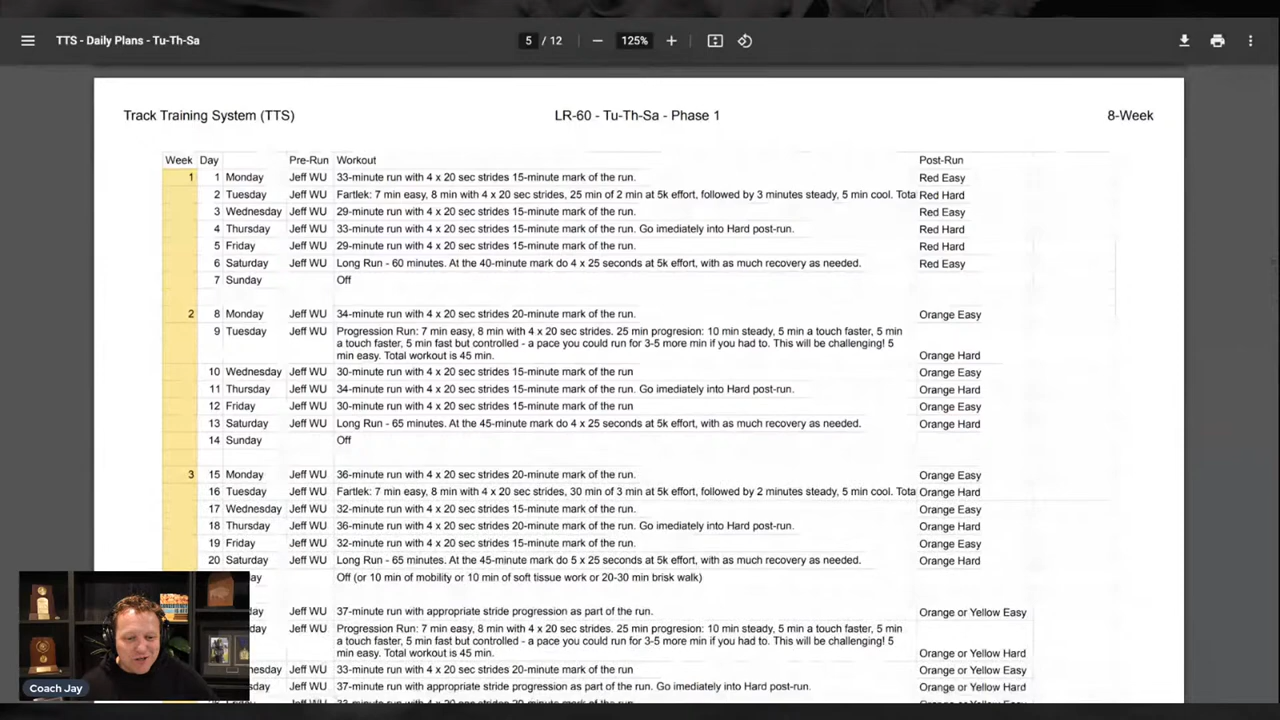 TTS - Daily Plans - Tu-Th-Sa
5 / 12
125%
Track Training System (TTS) LR-60 - Tu-Th-Sa - Phase 1 8-Week
Week Day Pre-Run Workout Post-Run
1 1 Monday Jeff WU 33-minute run with 4 x 20 sec strides 15-minute mark of the run. Red Easy
2 Tuesday Jeff WU Fartlek: 7 min easy, 8 min with 4 x 20 sec strides, 25 min of 2 min at 5k effort, followed by 3 minutes steady, 5 min cool. Tota Red Hard
3 Wednesday Jeff WU 29-minute run with 4 x 20 sec strides 15-minute mark of the run. Red Easy
4 Thursday Jeff WU 33-minute run with 4 x 20 sec strides 15-minute mark of the run. Go imediately into Hard post-run. Red Hard
5 Friday Jeff WU 29-minute run with 4 x 20 sec strides 15-minute mark of the run. Red Hard
6 Saturday Jeff WU Long Run - 60 minutes. At the 40-minute mark do 4 x 25 seconds at 5k effort, with as much recovery as needed. Red Easy
7 Sunday Off
2 8 Monday Jeff WU 34-minute run with 4 x 20 sec strides 20-minute mark of the run. Orange Easy
9 Tuesday Jeff WU Progression Run: 7 min easy, 8 min with 4 x 20 sec strides. 25 min progresion: 10 min steady, 5 min a touch faster, 5 min
a touch faster, 5 min fast but controlled - a pace you could run for 3-5 more min if you had to. This will be challenging! 5
min easy. Total workout is 45 min. Orange Hard
10 Wednesday Jeff WU 30-minute run with 4 x 20 sec strides 15-minute mark of the run Orange Easy
11 Thursday Jeff WU 34-minute run with 4 x 20 sec strides 15-minute mark of the run. Go imediately into Hard post-run. Orange Hard
12 Friday Jeff WU 30-minute run with 4 x 20 sec strides 15-minute mark of the run Orange Easy
13 Saturday Jeff WU Long Run - 65 minutes. At the 45-minute mark do 4 x 25 seconds at 5k effort, with as much recovery as needed. Orange Hard
14 Sunday Off
3 15 Monday Jeff WU 36-minute run with 4 x 20 sec strides 20-minute mark of the run. Orange Easy
16 Tuesday Jeff WU Fartlek: 7 min easy, 8 min with 4 x 20 sec strides, 30 min of 3 min at 5k effort, followed by 2 minutes steady, 5 min cool. Tota Orange Hard
17 Wednesday Jeff WU 32-minute run with 4 x 20 sec strides 15-minute mark of the run. Orange Easy
18 Thursday Jeff WU 36-minute run with 4 x 20 sec strides 20-minute mark of the run. Go imediately into Hard post-run. Orange Hard
19 Friday Jeff WU 32-minute run with 4 x 20 sec strides 15-minute mark of the run. Orange Easy
20 Saturday Jeff WU Long Run - 65 minutes. At the 45-minute mark do 5 x 25 seconds at 5k effort, with as much recovery as needed. Orange Hard
ay Off (or 10 min of mobility or 10 min of soft tissue work or 20-30 min brisk walk)
day Jeff WU 37-minute run with appropriate stride progression as part of the run. Orange or Yellow Easy
day Jeff WU Progression Run: 7 min easy, 8 min with 4 x 20 sec strides. 25 min progresion: 10 min steady, 5 min a touch faster, 5 min
a touch faster, 5 min fast but controlled - a pace you could run for 3-5 more min if you had to. This will be challenging! 5
min easy. Total workout is 45 min. Orange or Yellow Hard
nesday Jeff WU 33-minute run with 4 x 20 sec strides 15-minute mark of the run Orange or Yellow Easy
sday Jeff WU 37-minute run with appropriate stride progression as part of the run. Go imediately into Hard post-run. Orange or Yellow Hard
Coach Jay